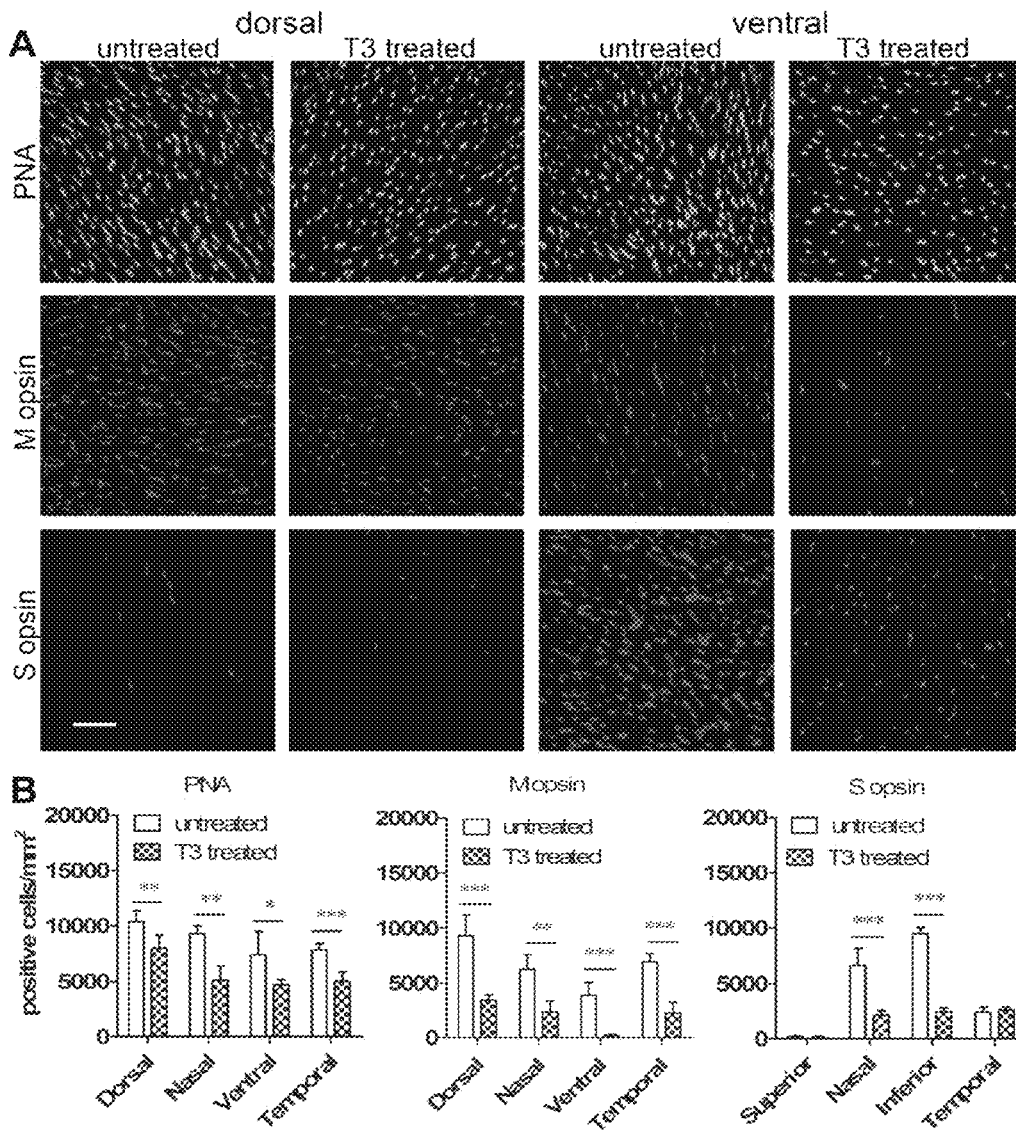 A
dorsal
ventral
untreated
T3 treated
untreated
T3 treated
PNA
M opsin
S opsin
B
PNA
M opsin
S opsin
positive cells/mm²
20000
15000
10000
5000
0
untreated
T3 treated
**
**
*
***
Dorsal
Nasal
Ventral
Temporal
20000
15000
10000
5000
0
untreated
T3 treated
***
**
***
***
Dorsal
Nasal
Ventral
Temporal
20000
15000
10000
5000
0
untreated
T3 treated
***
***
Superior
Nasal
Inferior
Temporal